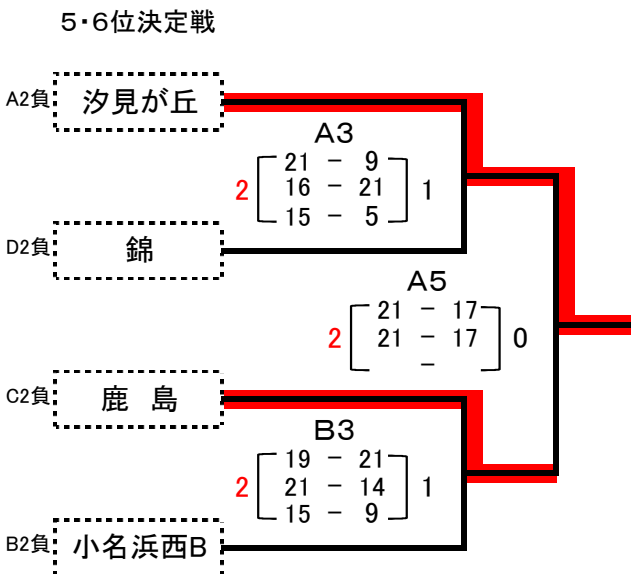 5・6位決定戦
A2負 汐見が丘
A3
21 － 9
2 16 － 21 1
15 － 5
D2負 錦
A5
21 － 17
2 21 － 17 0
－
C2負 鹿 島
B3
19 － 21
2 21 － 14 1
15 － 9
B2負 小名浜西B